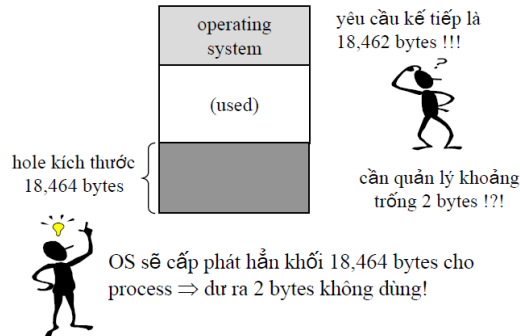 operating
system
yêu cầu kế tiếp là
18,462 bytes !!!
?
(used)
hole kích thước
18,464 bytes
cần quản lý khoảng
trống 2 bytes !?!
OS sẽ cấp phát hẳn khối 18,464 bytes cho
process ⇒ dư ra 2 bytes không dùng!